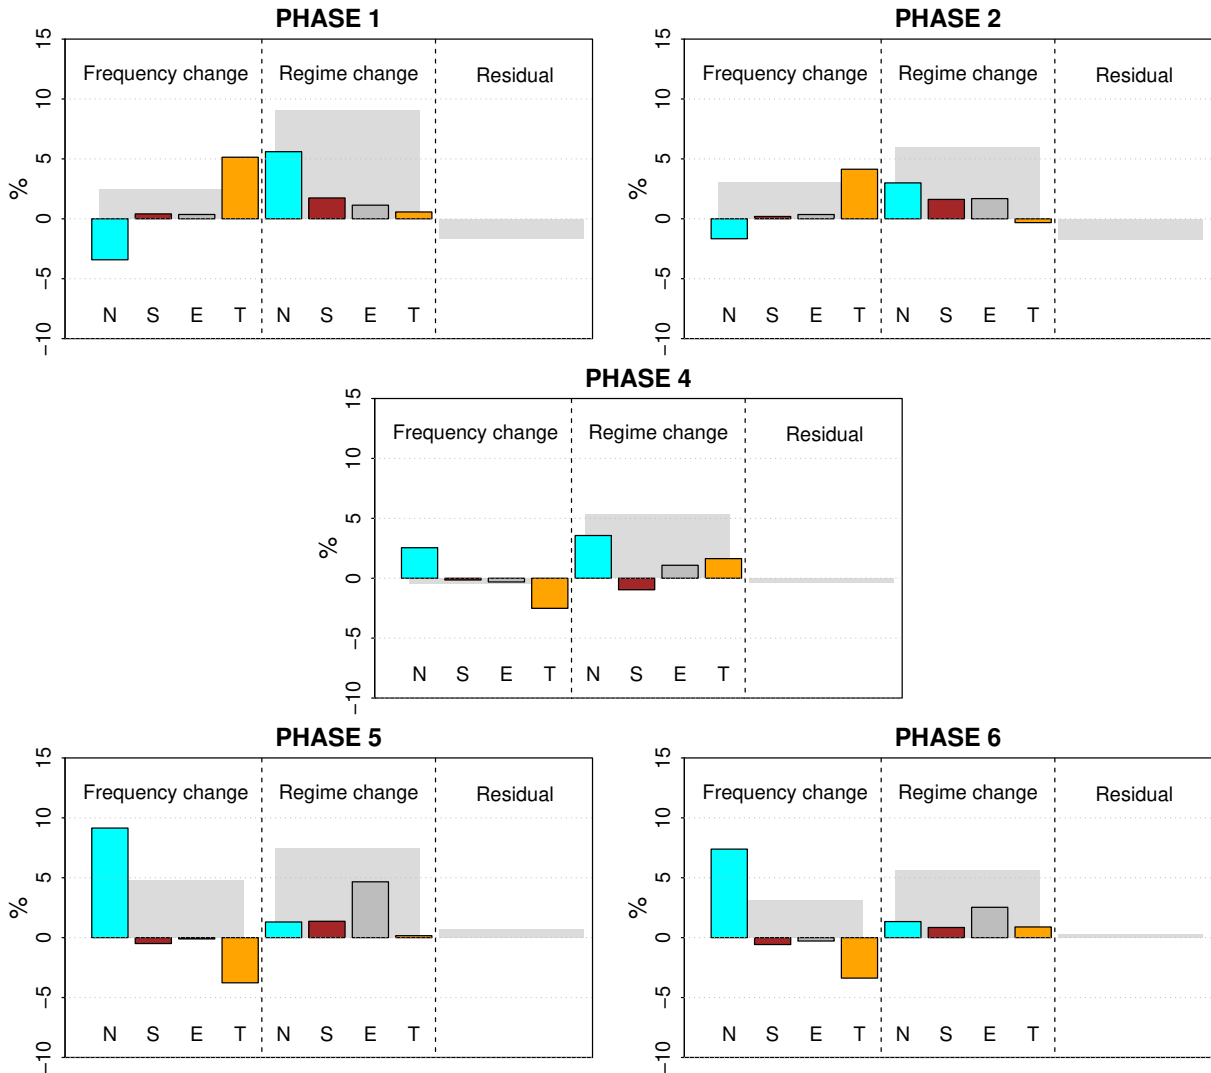 PHASE 1
15
10
5
0
−5
−10
%
Frequency change
Regime change
Residual
N S E T N S E T
PHASE 2
15
10
5
0
−5
−10
%
Frequency change
Regime change
Residual
N S E T N S E T
PHASE 4
15
10
5
0
−5
−10
%
Frequency change
Regime change
Residual
N S E T N S E T
PHASE 5
15
10
5
0
−5
−10
%
Frequency change
Regime change
Residual
N S E T N S E T
PHASE 6
15
10
5
0
−5
−10
%
Frequency change
Regime change
Residual
N S E T N S E T